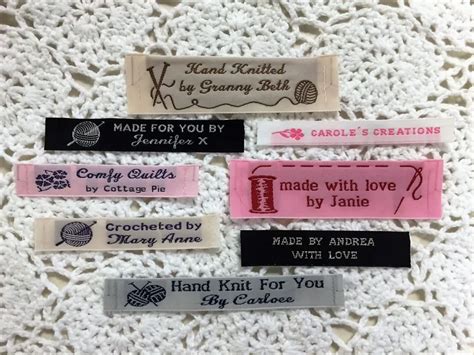 Hand Knitted
by Granny Beth
MADE FOR YOU BY
Jennifer X
CAROLE'S CREATIONS
Comfy Quilts
by Cottage Pie
made with love
by Janie
Crocheted by
Mary Anne
MADE BY ANDREA
WITH LOVE
Hand Knit For You
By Carloee